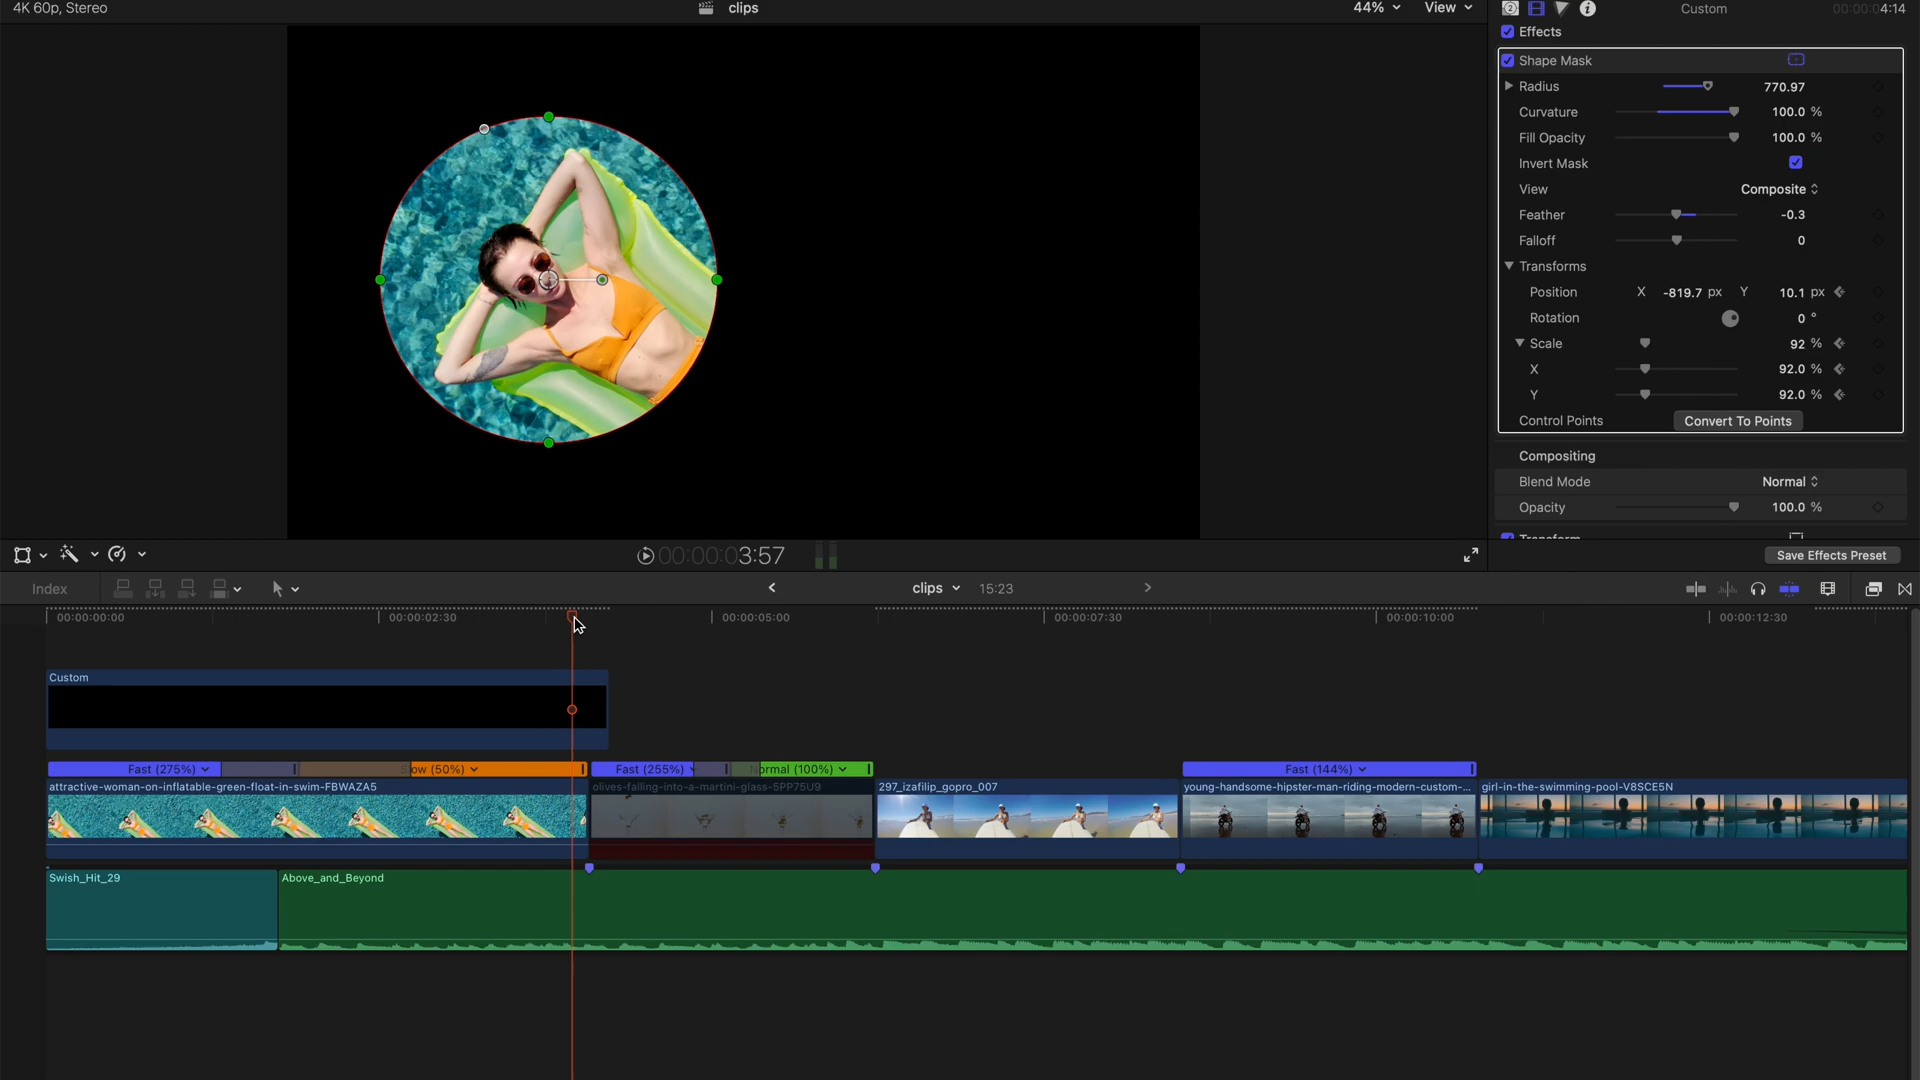 4K 60p, Stereo
clips
44%
View
Custom
00:00:04:14
Effects
Shape Mask
Radius
770.97
Curvature
100.0 %
Fill Opacity
100.0 %
Invert Mask
View
Composite
Feather
-0.3
Falloff
0
Transforms
Position X -819.7 px Y 10.1 px
Rotation
0 °
Scale
92 %
X
92.0 %
Y
92.0 %
Control Points
Convert To Points
Compositing
Blend Mode
Normal
Opacity
100.0 %
Transform
Save Effects Preset
00:00:03:57
Index
clips
15:23
00:00:00:00
00:00:02:30
00:00:05:00
00:00:07:30
00:00:10:00
00:00:12:30
Custom
Fast (275%)
ow (50%)
Fast (255%)
ormal (100%)
Fast (144%)
attractive-woman-on-inflatable-green-float-in-swim-FBWAZA5
olives-falling-into-a-martini-glass-5PP75U9
297_izafilip_gopro_007
young-handsome-hipster-man-riding-modern-custom-...
girl-in-the-swimming-pool-V8SCE5N
Swish_Hit_29
Above_and_Beyond